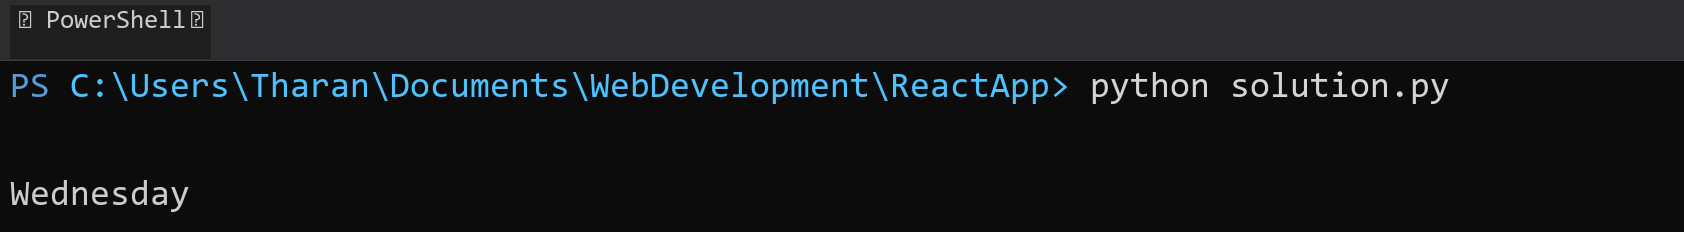 PowerShell
PS C:\Users\Tharan\Documents\WebDevelopment\ReactApp> python solution.py
Wednesday